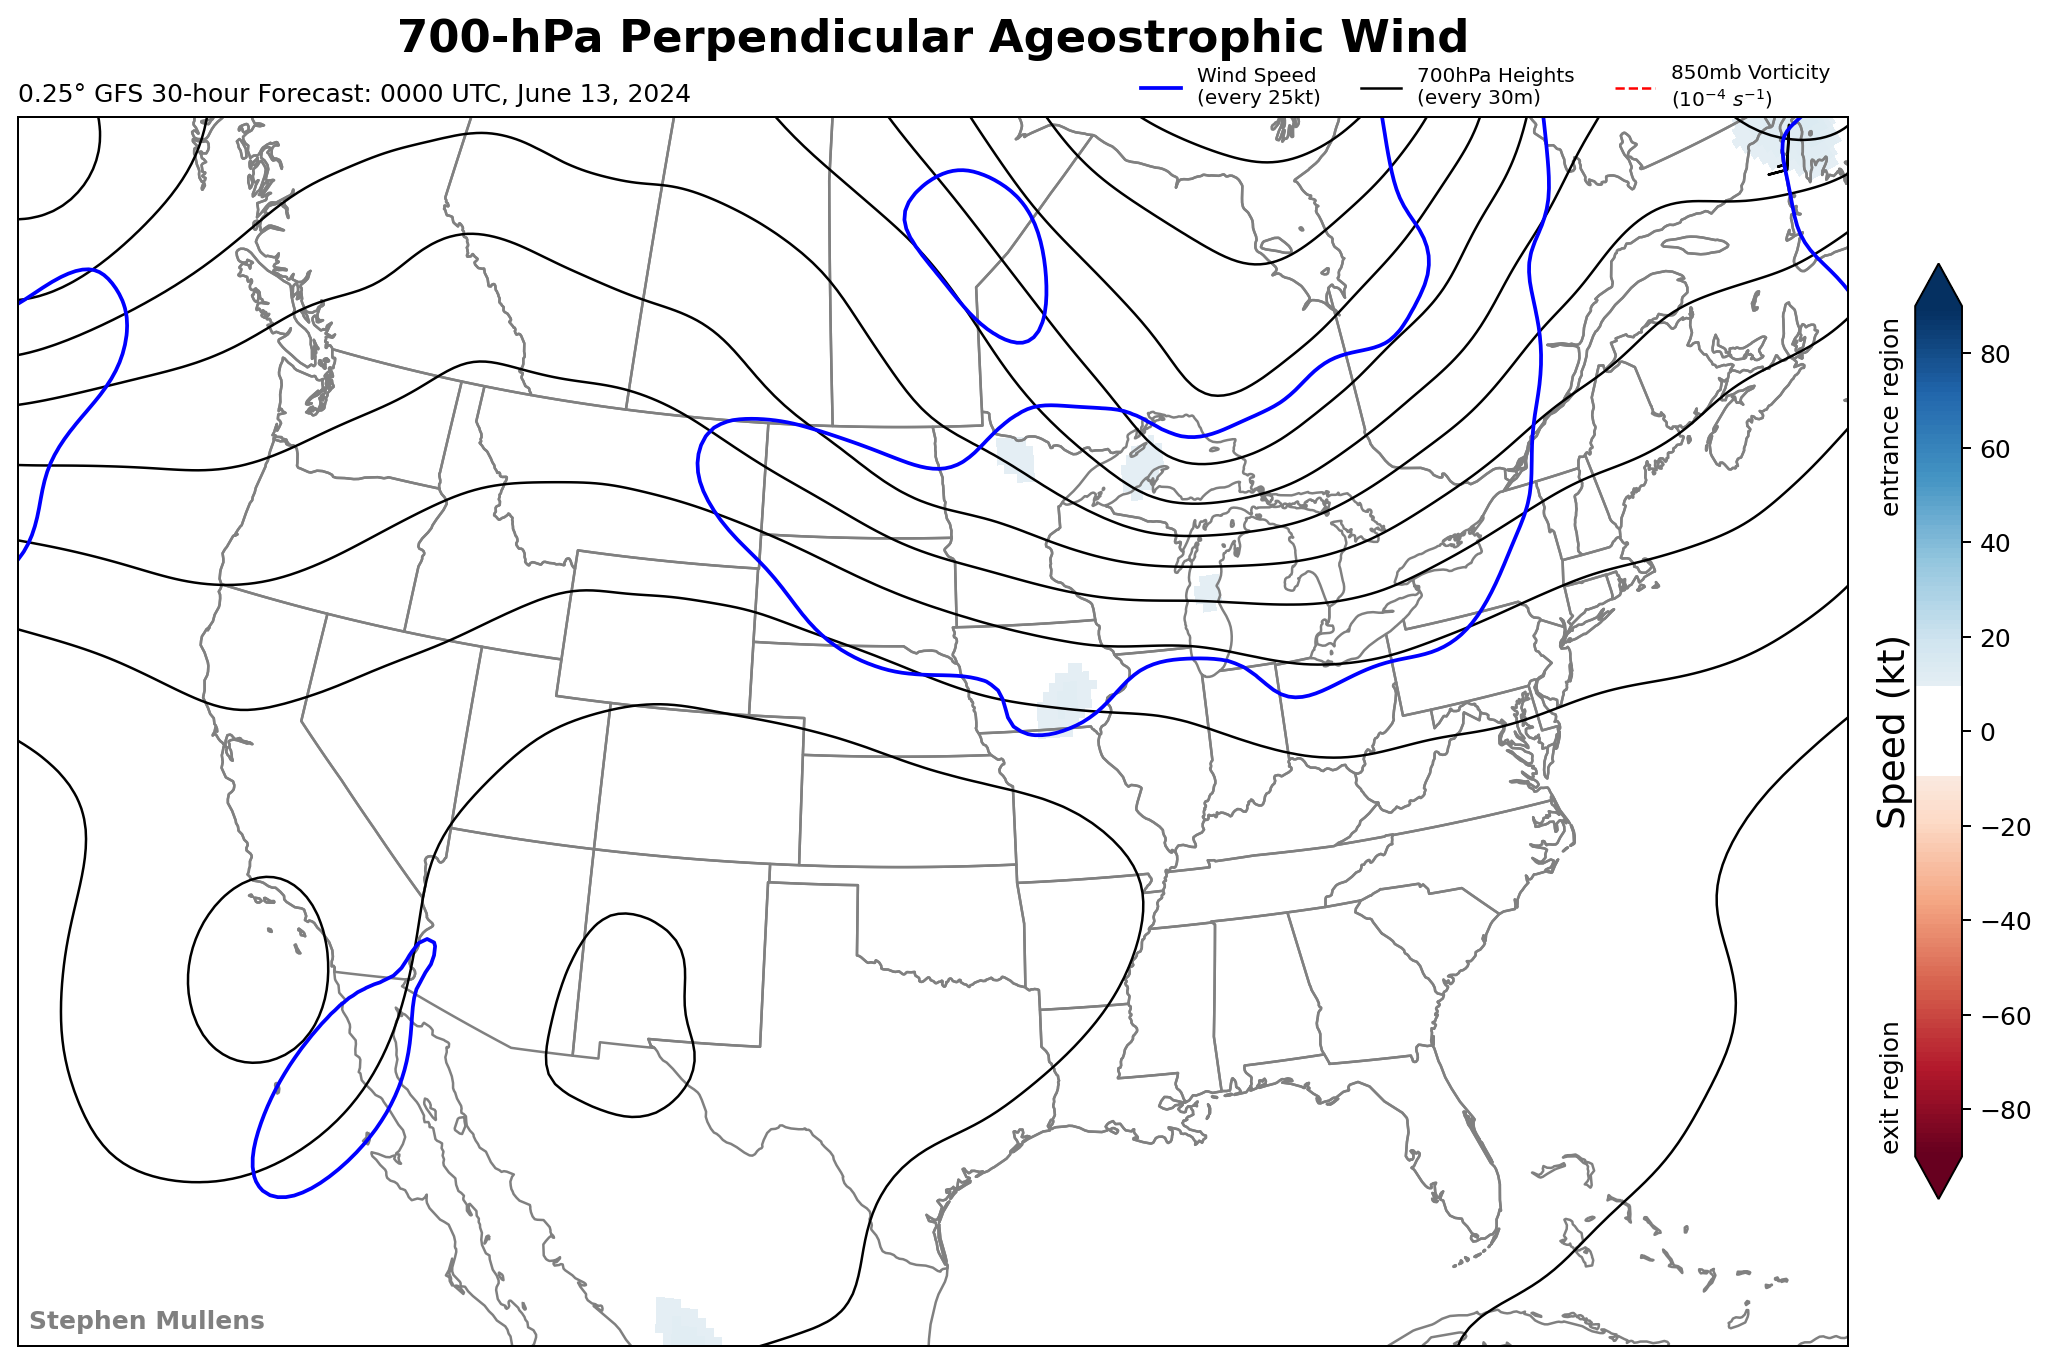 700-hPa Perpendicular Ageostrophic Wind
0.25° GFS 30-hour Forecast: 0000 UTC, June 13, 2024
Wind Speed
(every 25kt)
700hPa Heights
(every 30m)
850mb Vorticity
(10⁻⁴ s⁻¹)
entrance region
Speed (kt)
exit region
80
60
40
20
0
−20
−40
−60
−80
Stephen Mullens